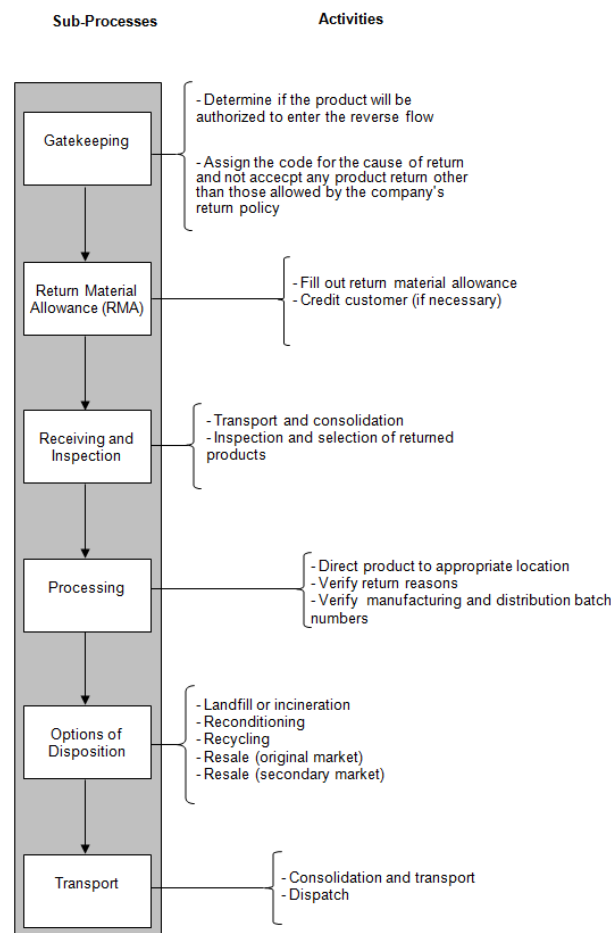 Sub-Processes
Activities
Gatekeeping
- Determine if the product will be
authorized to enter the reverse flow
- Assign the code for the cause of return
and not accecpt any product return other
than those allowed by the company's
return policy
Return Material
Allowance (RMA)
- Fill out return material allowance
- Credit customer (if necessary)
Receiving and
Inspection
- Transport and consolidation
- Inspection and selection of returned
products
Processing
- Direct product to appropriate location
- Verify return reasons
- Verify manufacturing and distribution batch
numbers
Options of
Disposition
- Landfill or incineration
- Reconditioning
- Recycling
- Resale (original market)
- Resale (secondary market)
Transport
- Consolidation and transport
- Dispatch